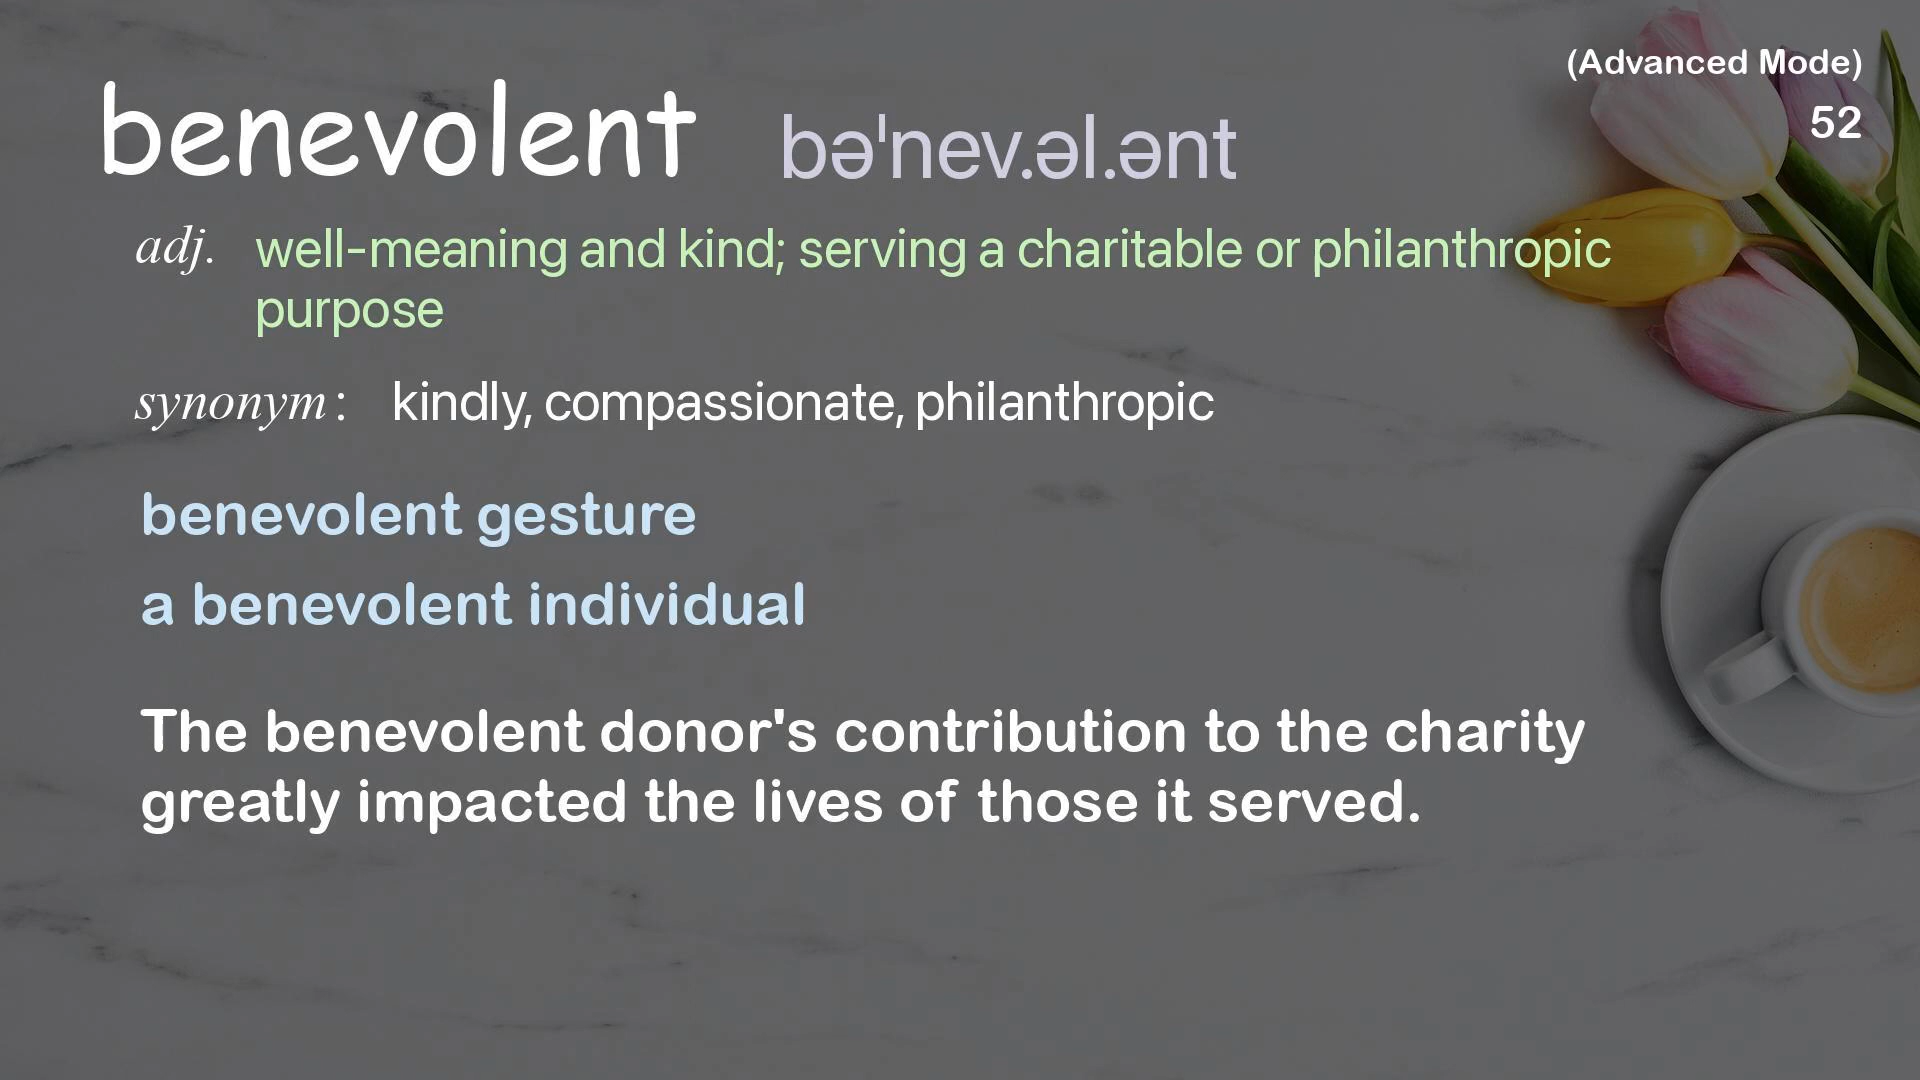 (Advanced Mode)
52
benevolent bə'nev.əl.ənt
adj. well-meaning and kind; serving a charitable or philanthropic
purpose
synonym: kindly, compassionate, philanthropic
benevolent gesture
a benevolent individual
The benevolent donor's contribution to the charity
greatly impacted the lives of those it served.